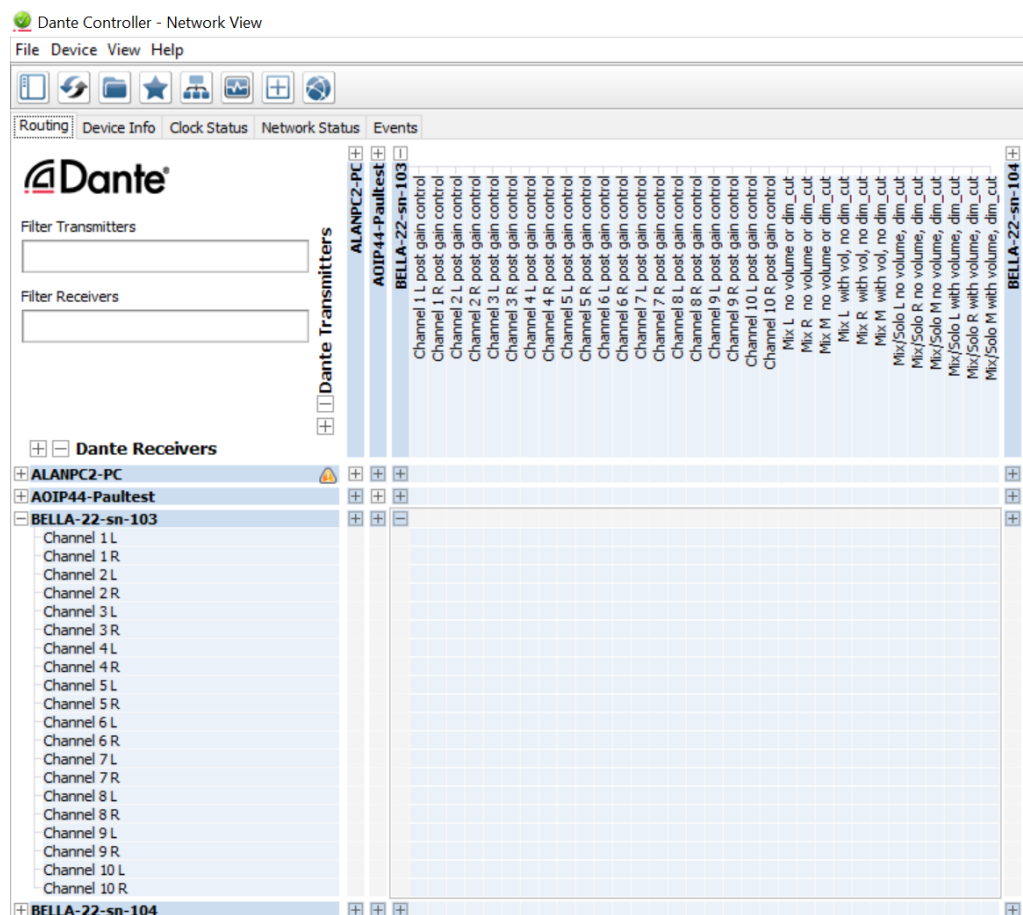 Dante Controller - Network View
File Device View Help
Routing Device Info Clock Status Network Status Events
Dante®
Filter Transmitters
Filter Receivers
Dante Transmitters
ALANPC2-PC
AOIP44-Paultest
BELLA-22-sn-103
Channel 1 L post gain control
Channel 1 R post gain control
Channel 2 L post gain control
Channel 2 R post gain control
Channel 3 L post gain control
Channel 3 R post gain control
Channel 4 L post gain control
Channel 4 R post gain control
Channel 5 L post gain control
Channel 5 R post gain control
Channel 6 L post gain control
Channel 6 R post gain control
Channel 7 L post gain control
Channel 7 R post gain control
Channel 8 L post gain control
Channel 8 R post gain control
Channel 9 L post gain control
Channel 9 R post gain control
Channel 10 L post gain control
Channel 10 R post gain control
Mix L no volume or dim_cut
Mix R no volume or dim_cut
Mix M no volume or dim_cut
Mix L with vol, no dim_cut
Mix R with vol, no dim_cut
Mix M with vol, no dim_cut
Mix/Solo L no volume, dim_cut
Mix/Solo R no volume, dim_cut
Mix/Solo M no volume, dim_cut
Mix/Solo L with volume, dim_cut
Mix/Solo R with volume, dim_cut
Mix/Solo M with volume, dim_cut
BELLA-22-sn-104
Dante Receivers
ALANPC2-PC
AOIP44-Paultest
BELLA-22-sn-103
Channel 1 L
Channel 1 R
Channel 2 L
Channel 2 R
Channel 3 L
Channel 3 R
Channel 4 L
Channel 4 R
Channel 5 L
Channel 5 R
Channel 6 L
Channel 6 R
Channel 7 L
Channel 7 R
Channel 8 L
Channel 8 R
Channel 9 L
Channel 9 R
Channel 10 L
Channel 10 R
BELLA-22-sn-104